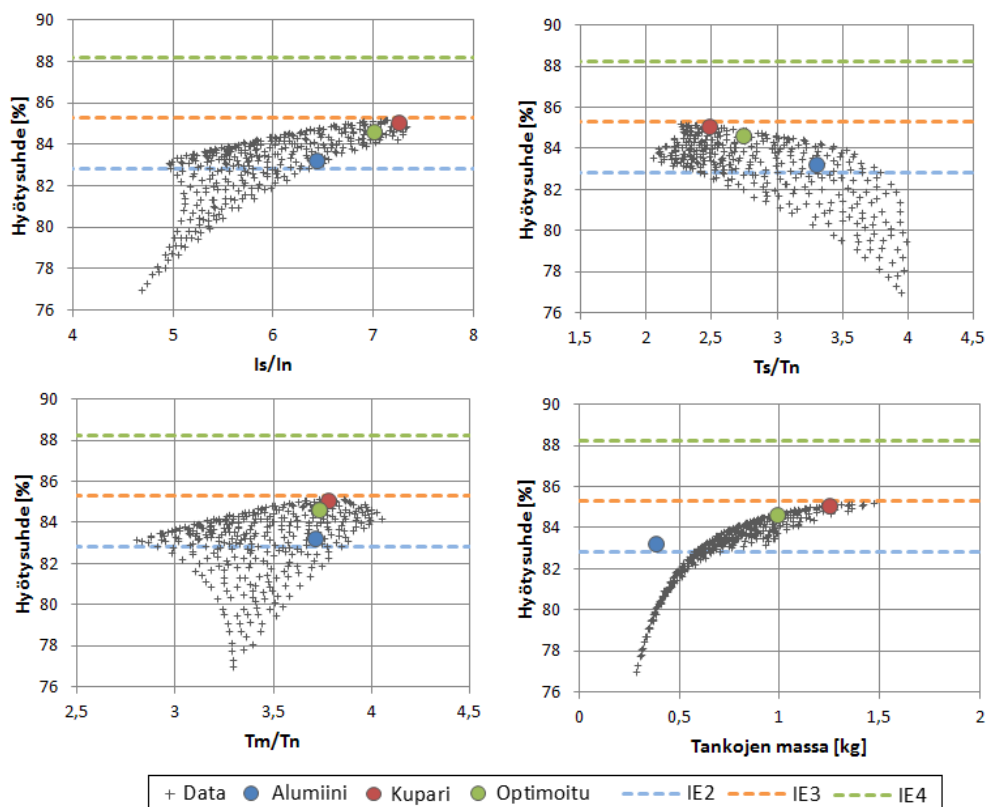 90
88
86
84
82
80
78
76
Hyötysuhde [%]
4 5 6 7 8
Is/In
90
88
86
84
82
80
78
76
Hyötysuhde [%]
1,5 2 2,5 3 3,5 4 4,5
Ts/Tn
90
88
86
84
82
80
78
76
Hyötysuhde [%]
2,5 3 3,5 4 4,5
Tm/Tn
90
88
86
84
82
80
78
76
Hyötysuhde [%]
0 0,5 1 1,5 2
Tankojen massa [kg]
Data Alumiini Kupari Optimoitu IE2 IE3 IE4